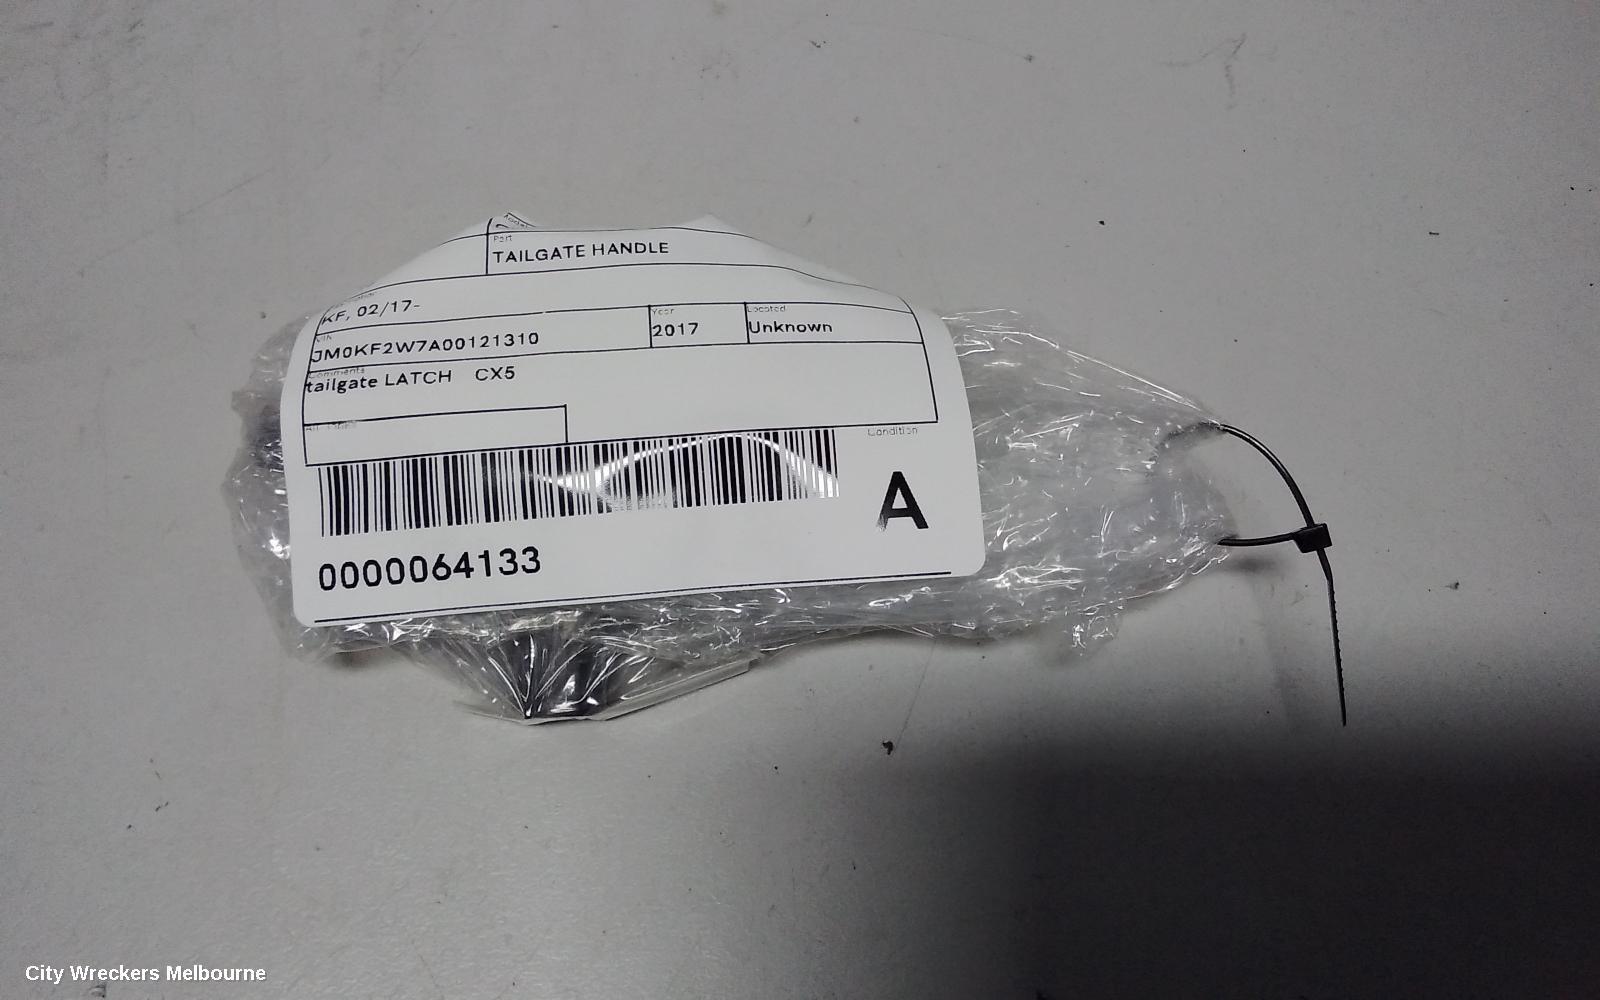 Model
Part
TAILGATE HANDLE
KF, 02/17-
VIN
JM0KF2W7A00121310
Year
2017
Located
Unknown
Comments
tailgate LATCH CX5
Condition
A
0000064133
City Wreckers Melbourne